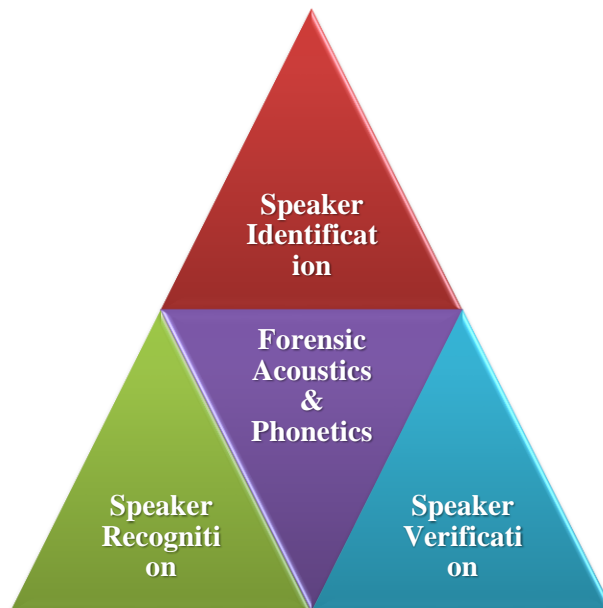 Speaker
Identificat
ion
Forensic
Acoustics
&
Phonetics
Speaker
Recogniti
on
Speaker
Verificati
on